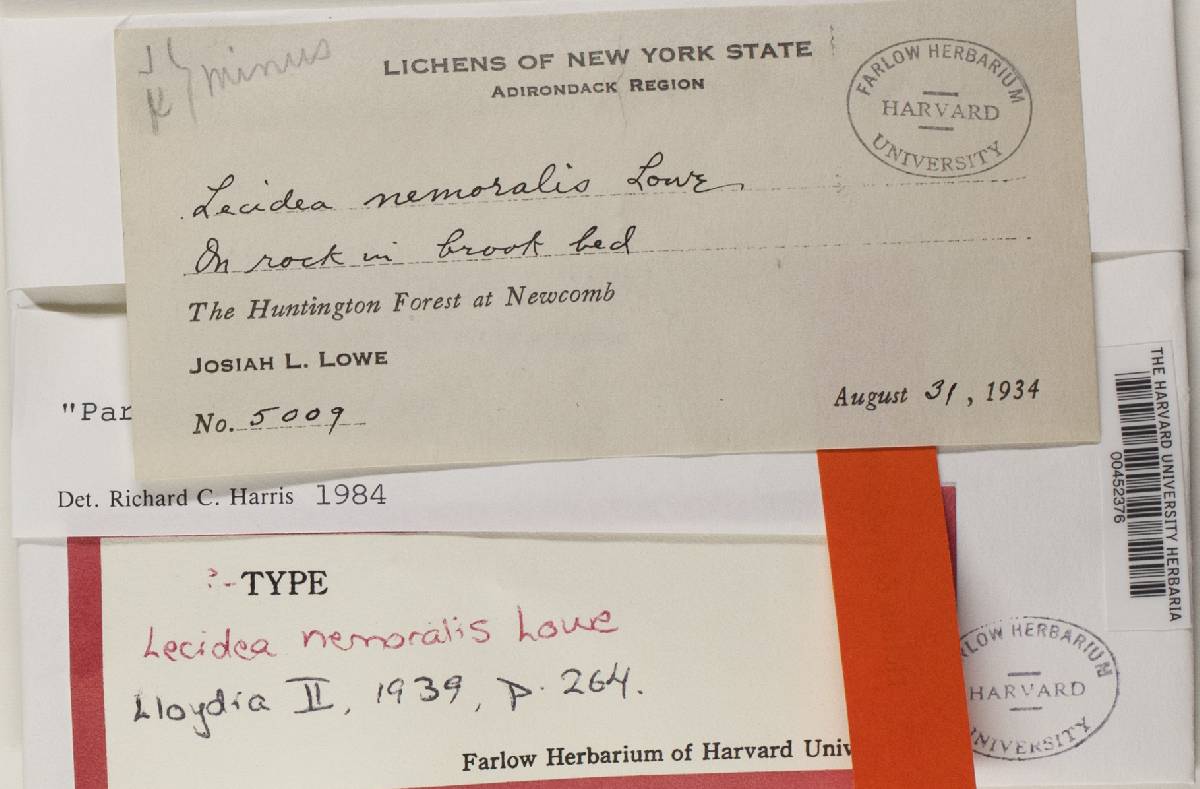 J
K } minus
LICHENS OF NEW YORK STATE
ADIRONDACK REGION
FARLOW HERBARIUM
HARVARD
UNIVERSITY
Lecidea nemoralis Lowe
On rock in brook bed
The Huntington Forest at Newcomb
JOSIAH L. LOWE
No. 5009
August 31, 1934
"Par
Det. Richard C. Harris 1984
?-TYPE
Lecidea nemoralis Lowe
Lloydia II, 1939, p. 264.
Farlow Herbarium of Harvard Univ
THE HARVARD UNIVERSITY HERBARIA
00452376
RLOW HERBARIUM
HARVARD
UNIVERSITY